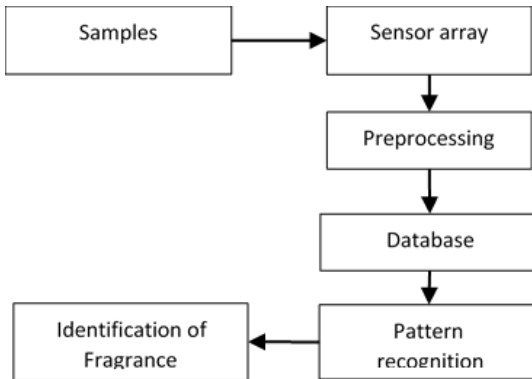 Samples
Sensor array
Preprocessing
Database
Pattern
recognition
Identification of
Fragrance